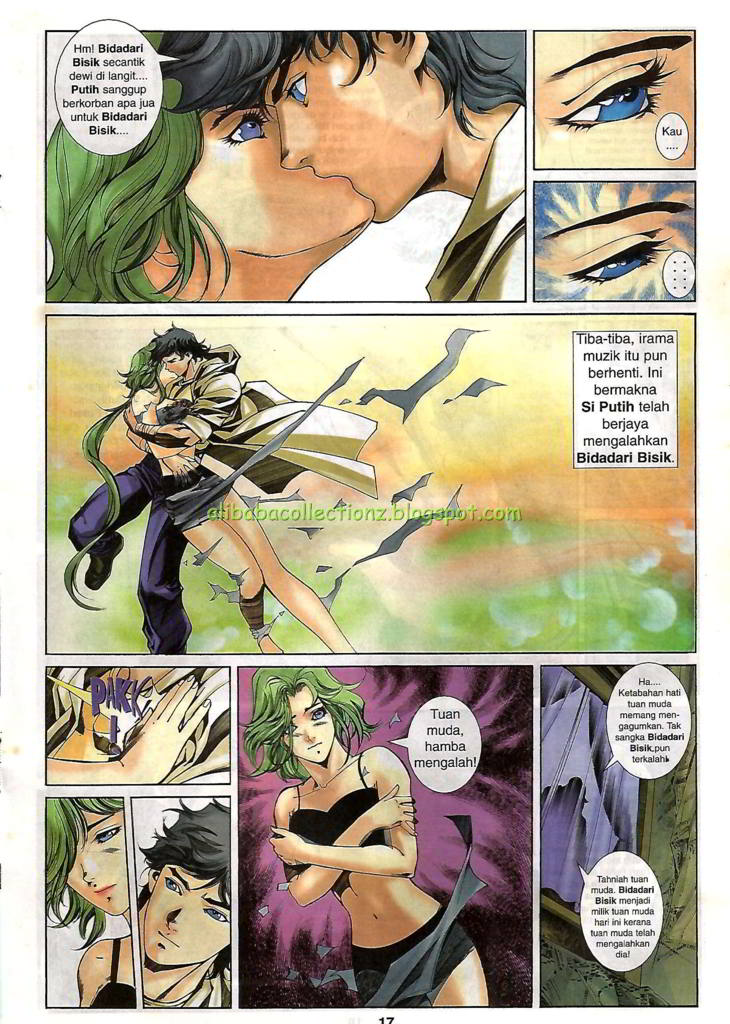 Hm! Bidadari
Bisik secantik
dewi di langit....
Putih sanggup
berkorban apa jua
untuk Bidadari
Bisik....
Kau
....
......
Tiba-tiba, irama
muzik itu pun
berhenti. Ini
bermakna
Si Putih telah
berjaya
mengalahkan
Bidadari Bisik.
alibabacollectionz.blogspot.com
PAKK!
Tuan
muda,
hamba
mengalah!
Ha....
Ketabahan hati
tuan muda
memang men-
gagumkan. Tak
sangka Bidadari
Bisik,pun
terkalah!
Tahniah tuan
muda. Bidadari
Bisik menjadi
milik tuan muda
hari ini kerana
tuan muda telah
mengalahkan
dia!
17